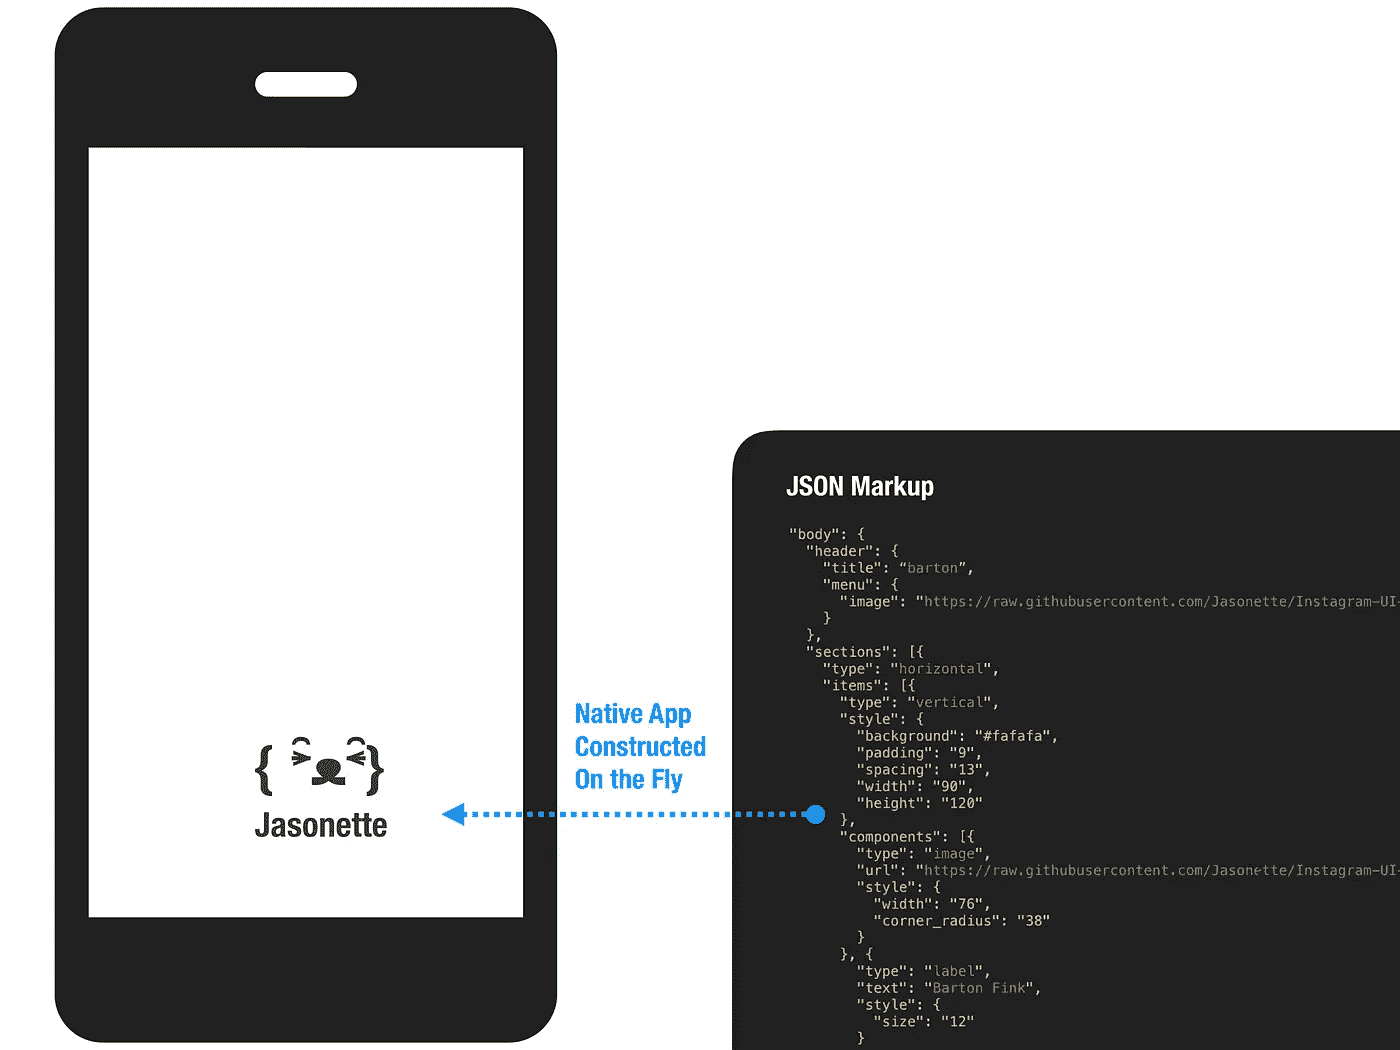 Jasonette
Native App
Constructed
On the Fly
JSON Markup
"body": {
"header": {
"title": “barton”,
"menu": {
"image": "https://raw.githubusercontent.com/Jasonette/Instagram-UI-
}
},
"sections": [{
"type": "horizontal",
"items": [{
"type": "vertical",
"style": {
"background": "#fafafa",
"padding": "9",
"spacing": "13",
"width": "90",
"height": "120"
},
"components": [{
"type": "image",
"url": "https://raw.githubusercontent.com/Jasonette/Instagram-UI-
"style": {
"width": "76",
"corner_radius": "38"
}
}, {
"type": "label",
"text": "Barton Fink",
"style": {
"size": "12"
}